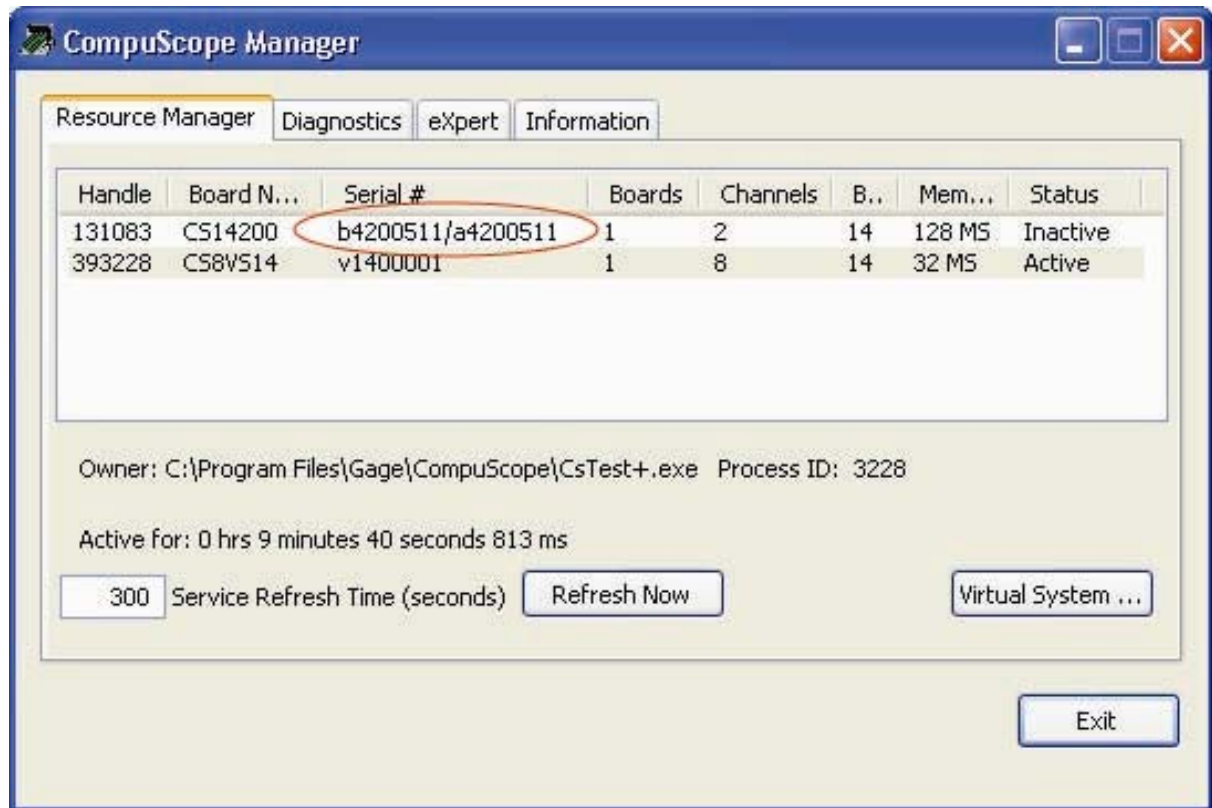 CompuScope Manager
Resource Manager Diagnostics eXpert Information
Handle Board N... Serial # Boards Channels B.. Mem... Status
131083 CS14200 b4200511/a4200511 1 2 14 128 MS Inactive
393228 CS8VS14 v1400001 1 8 14 32 MS Active
Owner: C:\Program Files\Gage\CompuScope\CsTest+.exe Process ID: 3228
Active for: 0 hrs 9 minutes 40 seconds 813 ms
300 Service Refresh Time (seconds) Refresh Now Virtual System ...
Exit